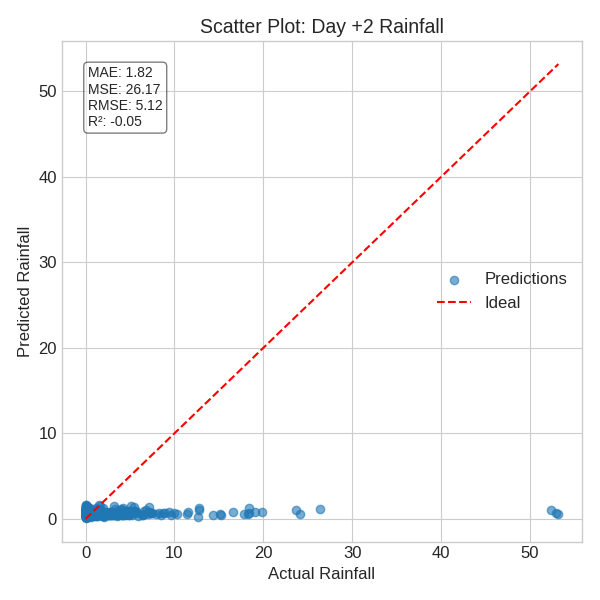 Scatter Plot: Day +2 Rainfall
MAE: 1.82
MSE: 26.17
RMSE: 5.12
R²: -0.05
50
40
30
20
10
0
Predicted Rainfall
Predictions
Ideal
0 10 20 30 40 50
Actual Rainfall